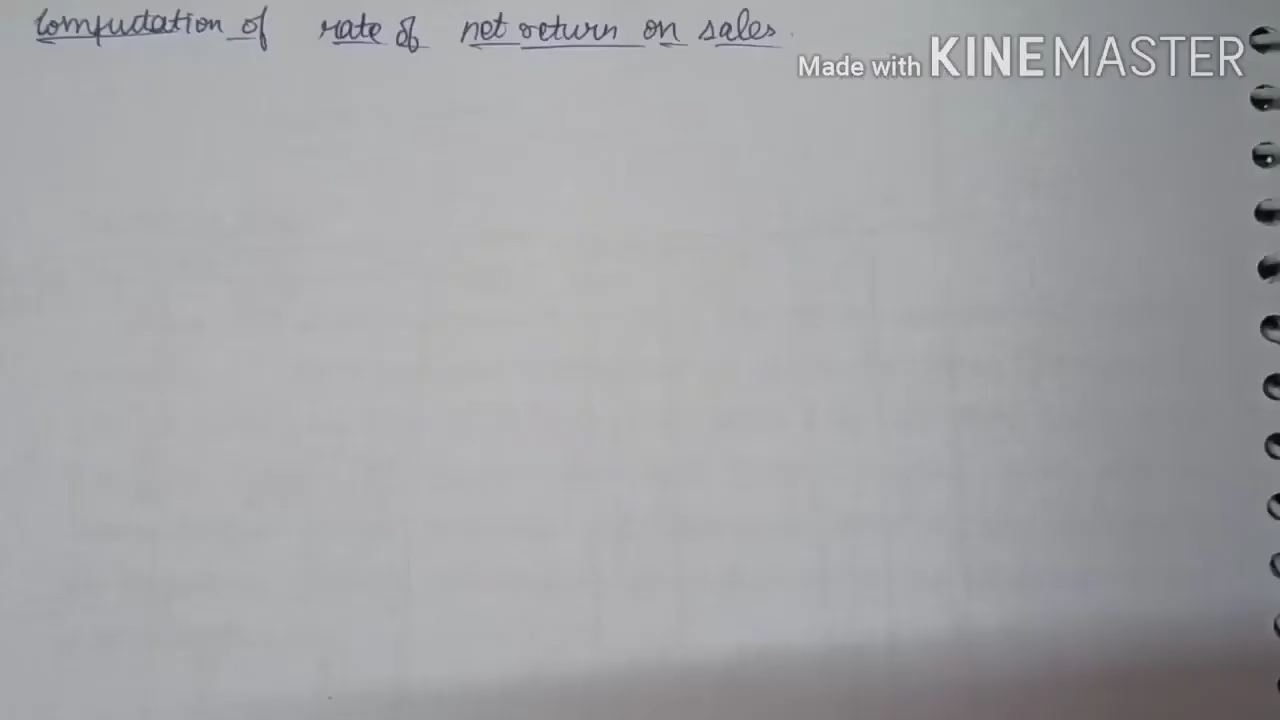 Computation of rate of net return on sales.
Made with KINEMASTER